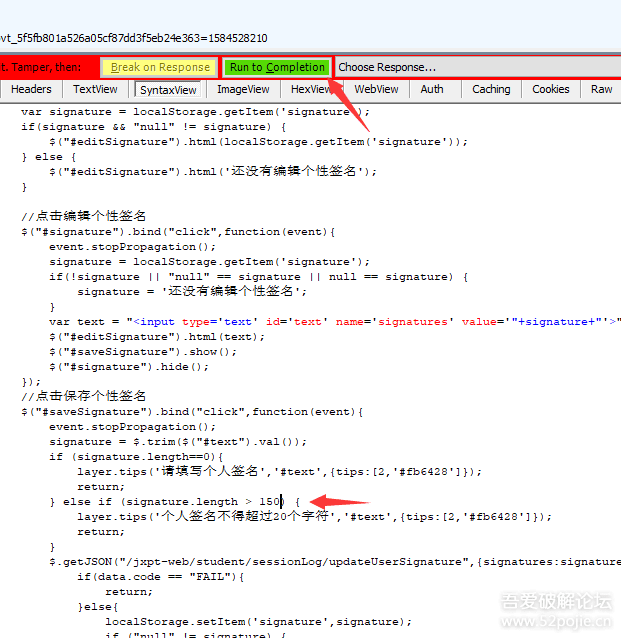 vt_5f5fb801a526a05cf87dd3f5eb24e363=1584528210
t. Tamper, then: Break on Response Run to Completion Choose Response...
Headers TextView SyntaxView ImageView HexView WebView Auth Caching Cookies Raw
var signature = localStorage.getItem('signature');
if(signature && "null" != signature) {
$("#editSignature").html(localStorage.getItem('signature'));
} else {
$("#editSignature").html('还没有编辑个性签名');
}
//点击编辑个性签名
$("#signature").bind("click",function(event){
event.stopPropagation();
signature = localStorage.getItem('signature');
if(!signature || "null" == signature || null == signature) {
signature = '还没有编辑个性签名';
}
var text = "<input type='text' id='text' name='signatures' value='"+signature+"'>"
$("#editSignature").html(text);
$("#saveSignature").show();
$("#signature").hide();
});
//点击保存个性签名
$("#saveSignature").bind("click",function(event){
event.stopPropagation();
signature = $.trim($("#text").val());
if (signature.length==0){
layer.tips('请填写个人签名','#text',{tips:[2,'#fb6428']});
return;
} else if (signature.length > 150) {
layer.tips('个人签名不得超过20个字符','#text',{tips:[2,'#fb6428']});
return;
}
$.getJSON("/jxpt-web/student/sessionLog/updateUserSignature",{signatures:signature
if(data.code == "FAIL"){
return;
}else{
localStorage.setItem('signature',signature);
if ("null" != signature) {
吾爱破解论坛
www.52pojie.cn